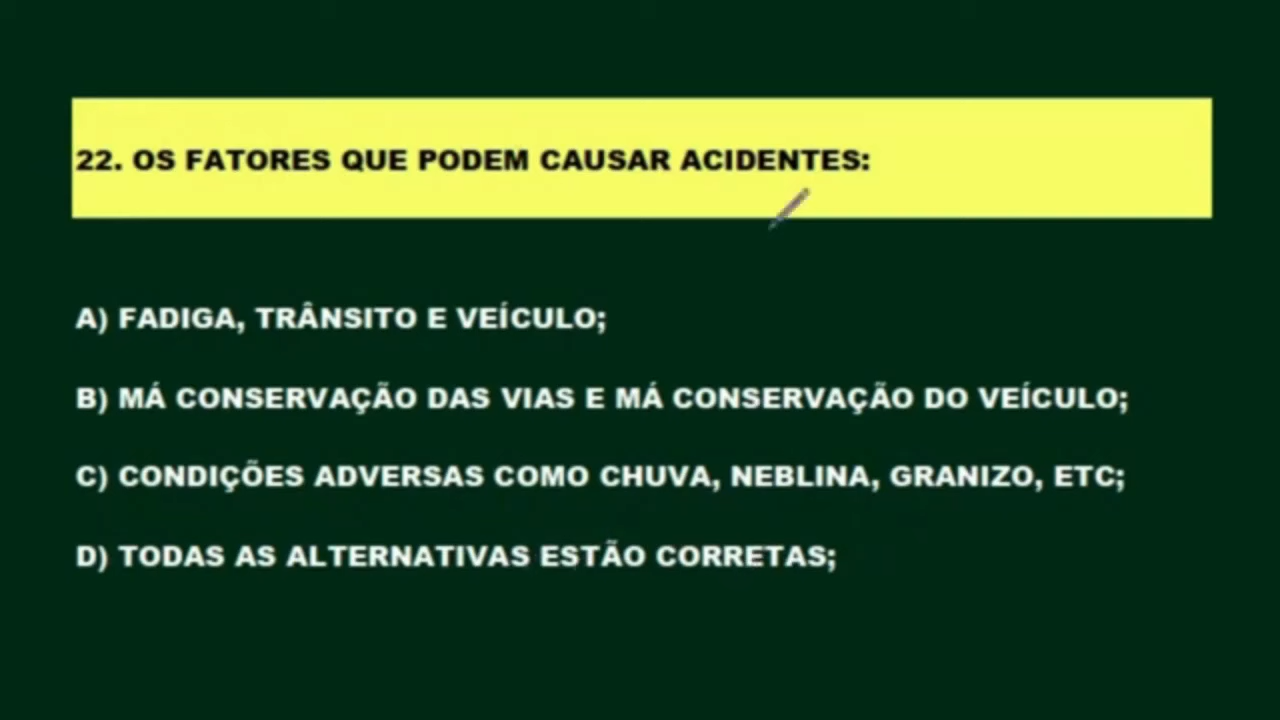 22. OS FATORES QUE PODEM CAUSAR ACIDENTES:
A) FADIGA, TRÂNSITO E VEÍCULO;
B) MÁ CONSERVAÇÃO DAS VIAS E MÁ CONSERVAÇÃO DO VEÍCULO;
C) CONDIÇÕES ADVERSAS COMO CHUVA, NEBLINA, GRANIZO, ETC;
D) TODAS AS ALTERNATIVAS ESTÃO CORRETAS;